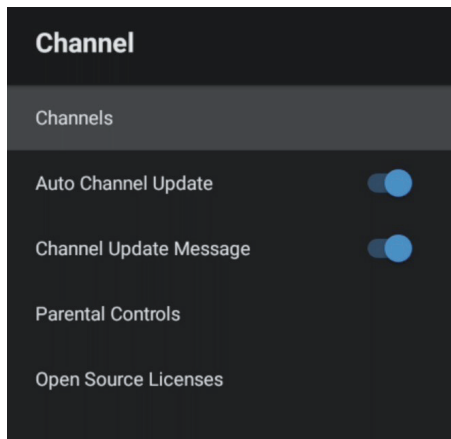 Channel
Channels
Auto Channel Update
Channel Update Message
Parental Controls
Open Source Licenses